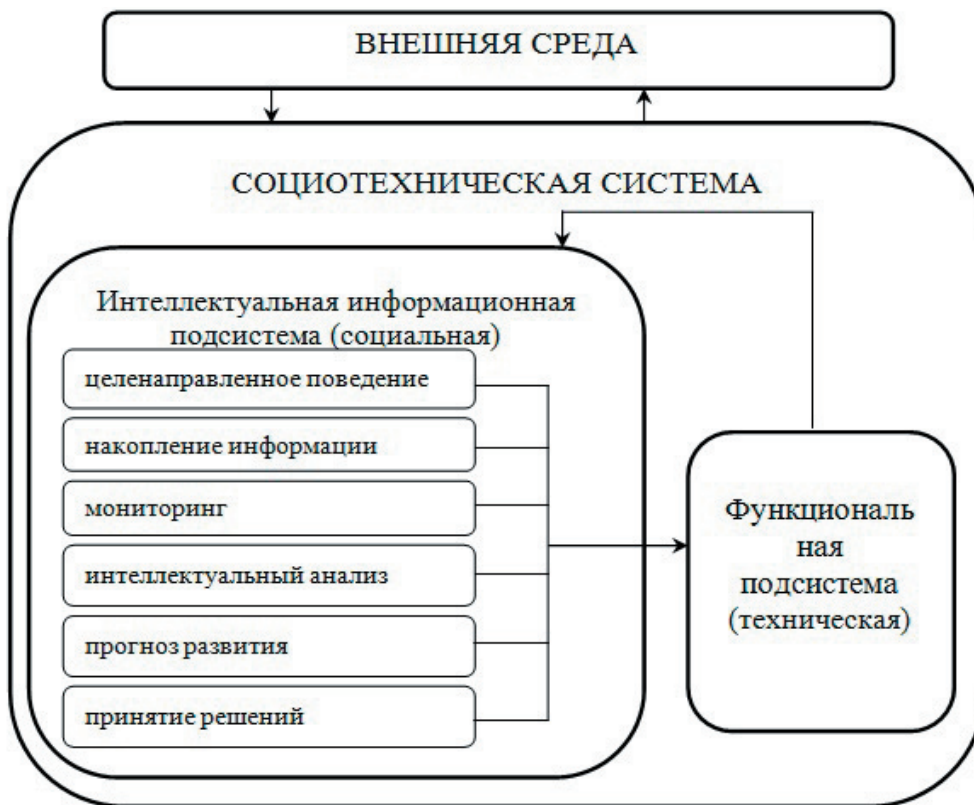 ВНЕШНЯЯ СРЕДА
СОЦИОТЕХНИЧЕСКАЯ СИСТЕМА
Интеллектуальная информационная
подсистема (социальная)
целенаправленное поведение
накопление информации
мониторинг
интеллектуальный анализ
прогноз развития
принятие решений
Функциональ
ная
подсистема
(техническая)